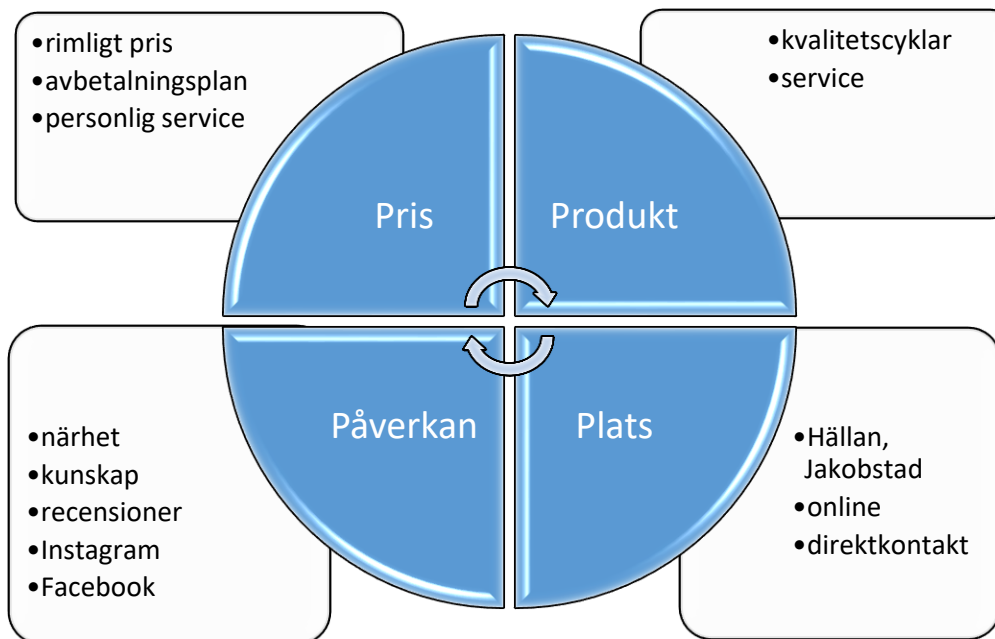 •rimligt pris
•avbetalningsplan
•personlig service
•kvalitetscyklar
•service
Pris
Produkt
Påverkan
Plats
•närhet
•kunskap
•recensioner
•Instagram
•Facebook
•Hällan,
Jakobstad
•online
•direktkontakt